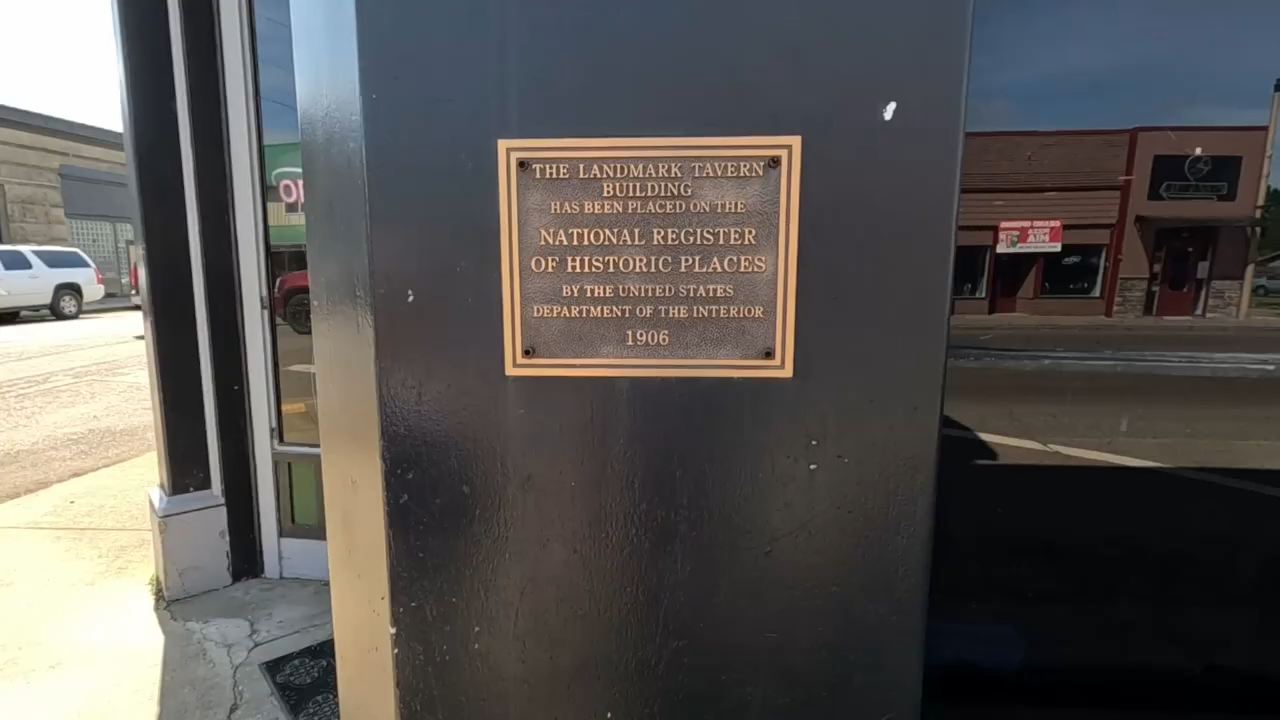 THE LANDMARK TAVERN
BUILDING
HAS BEEN PLACED ON THE
NATIONAL REGISTER
OF HISTORIC PLACES
BY THE UNITED STATES
DEPARTMENT OF THE INTERIOR
1906